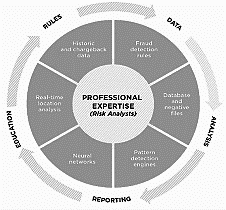 RULES
DATA
ANALYSIS
REPORTING
EDUCATION
Historic
and chargeback
data
Fraud
detection
rules
Database
and negative
files
Pattern
detection
engines
Neural
networks
Real-time
location
analysis
PROFESSIONAL
EXPERTISE
(Risk Analysts)